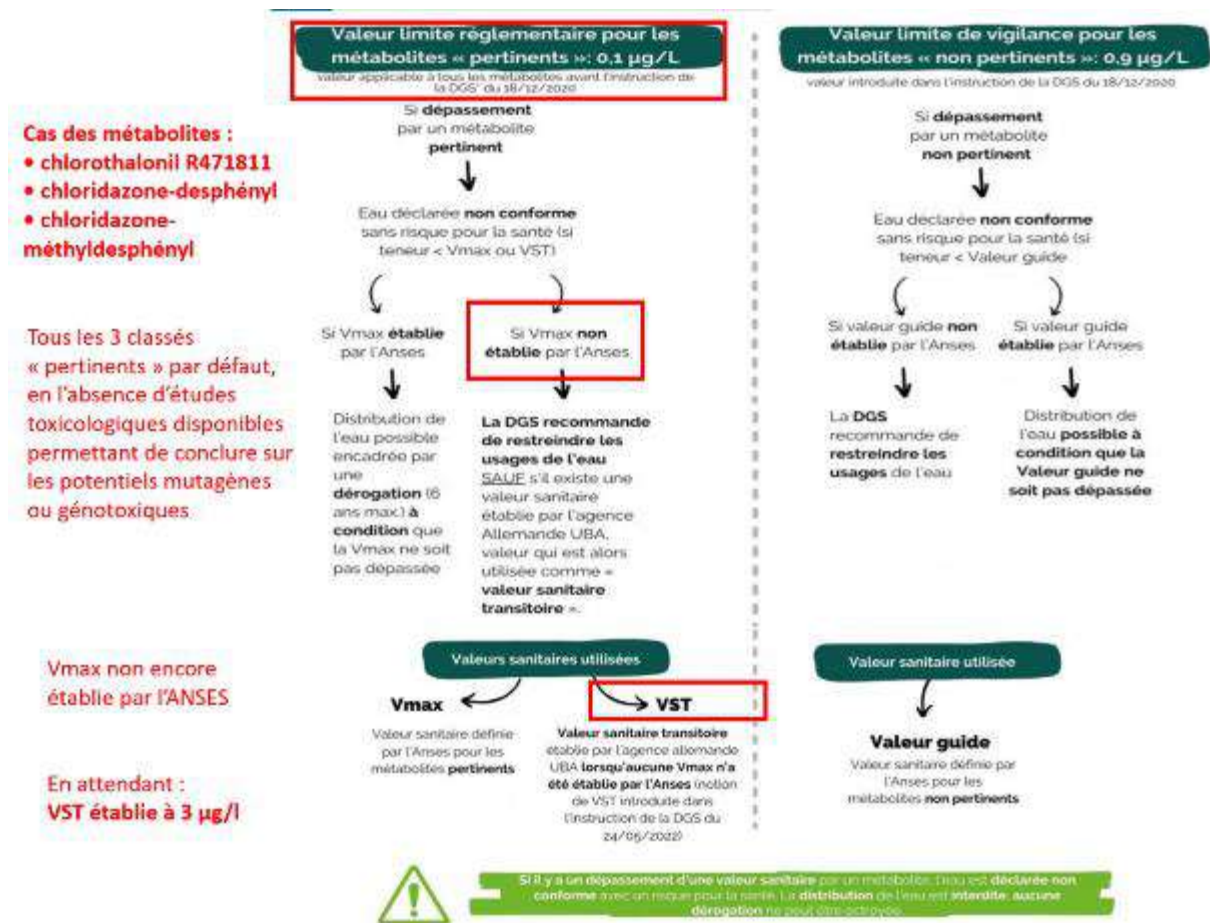 Valeur limite réglementaire pour les
métabolites « pertinents »: 0,1 µg/L
valeur applicable à tous les métabolites avant l'instruction de
la DGS* du 18/12/2020
Si dépassement
par un métabolite
pertinent
Cas des métabolites :
• chlorothalonil R471811
• chloridazone-desphényl
• chloridazone-
méthyldesphényl
Eau déclarée non conforme
sans risque pour la santé (si
teneur < Vmax ou VST)
Si Vmax établie
par l'Anses
Si Vmax non
établie par l'Anses
Tous les 3 classés
« pertinents » par défaut,
en l'absence d'études
toxicologiques disponibles
permettant de conclure sur
les potentiels mutagènes
ou génotoxiques
Distribution de
l'eau possible
encadrée par
une
dérogation (6
ans max.) à
condition que
la Vmax ne soit
pas dépassée
La DGS recommande
de restreindre les
usages de l'eau
SAUF s'il existe une
valeur sanitaire
établie par l'agence
Allemande UBA,
valeur qui est alors
utilisée comme «
valeur sanitaire
transitoire ».
Valeur limite de vigilance pour les
métabolites « non pertinents »: 0,9 µg/L
valeur introduite dans l'instruction de la DGS du 18/12/2020
Si dépassement
par un métabolite
non pertinent
Eau déclarée non conforme
sans risque pour la santé (si
teneur < Valeur guide
Si valeur guide non
établie par l'Anses
Si valeur guide
établie par l'Anses
La DGS
recommande de
restreindre les
usages de l'eau
Distribution de
l'eau possible à
condition que la
Valeur guide ne
soit pas dépassée
Vmax non encore
établie par l'ANSES
En attendant :
VST établie à 3 µg/l
Valeurs sanitaires utilisées
Vmax
Valeur sanitaire définie
par l'Anses pour les
métabolites pertinents
VST
Valeur sanitaire transitoire
établie par l'agence allemande
UBA lorsqu'aucune Vmax n'a
été établie par l'Anses (notion
de VST introduite dans
l'instruction de la DGS du
24/05/2022)
Valeur sanitaire utilisée
Valeur guide
Valeur sanitaire définie par
l'Anses pour les
métabolites non pertinents
Si il y a un dépassement d'une valeur sanitaire par un métabolite, l'eau est déclarée non
conforme avec un risque pour la santé. La distribution de l'eau est interdite, aucune
dérogation ne peut être octroyée.